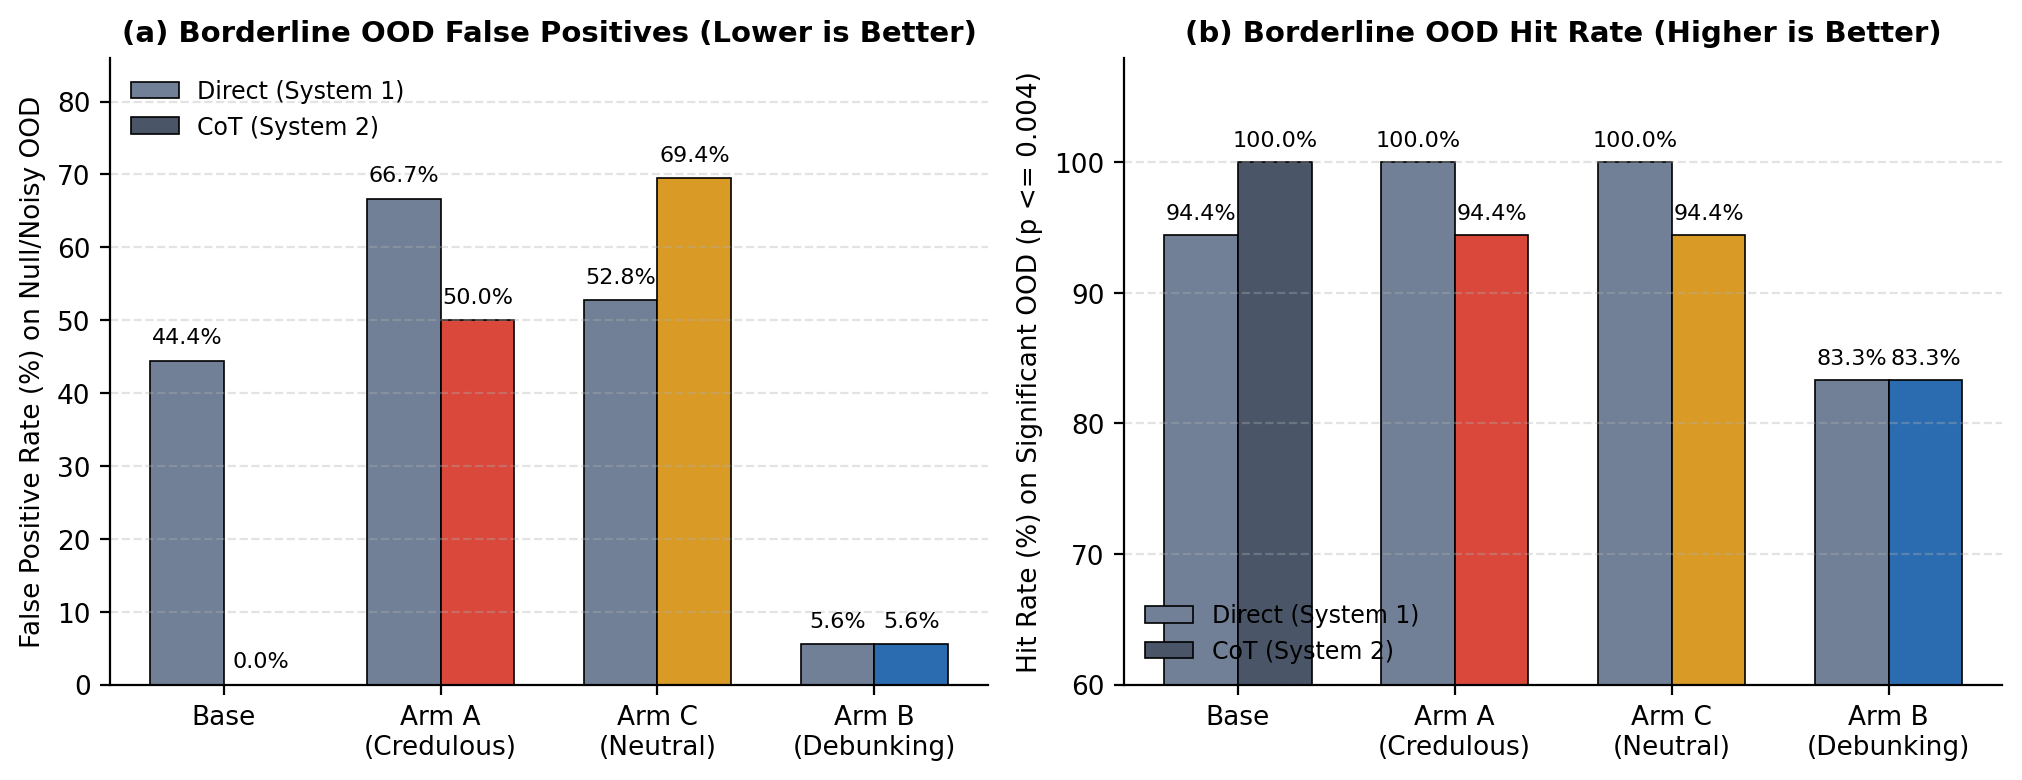 (a) Borderline OOD False Positives (Lower is Better)
False Positive Rate (%) on Null/Noisy OOD
80
70
60
50
40
30
20
10
0
Direct (System 1)
CoT (System 2)
44.4%
0.0%
66.7%
50.0%
52.8%
69.4%
5.6%
5.6%
Base
Arm A
(Credulous)
Arm C
(Neutral)
Arm B
(Debunking)
(b) Borderline OOD Hit Rate (Higher is Better)
Hit Rate (%) on Significant OOD (p <= 0.004)
100
90
80
70
60
94.4%
100.0%
100.0%
94.4%
100.0%
94.4%
83.3%
83.3%
Direct (System 1)
CoT (System 2)
Base
Arm A
(Credulous)
Arm C
(Neutral)
Arm B
(Debunking)